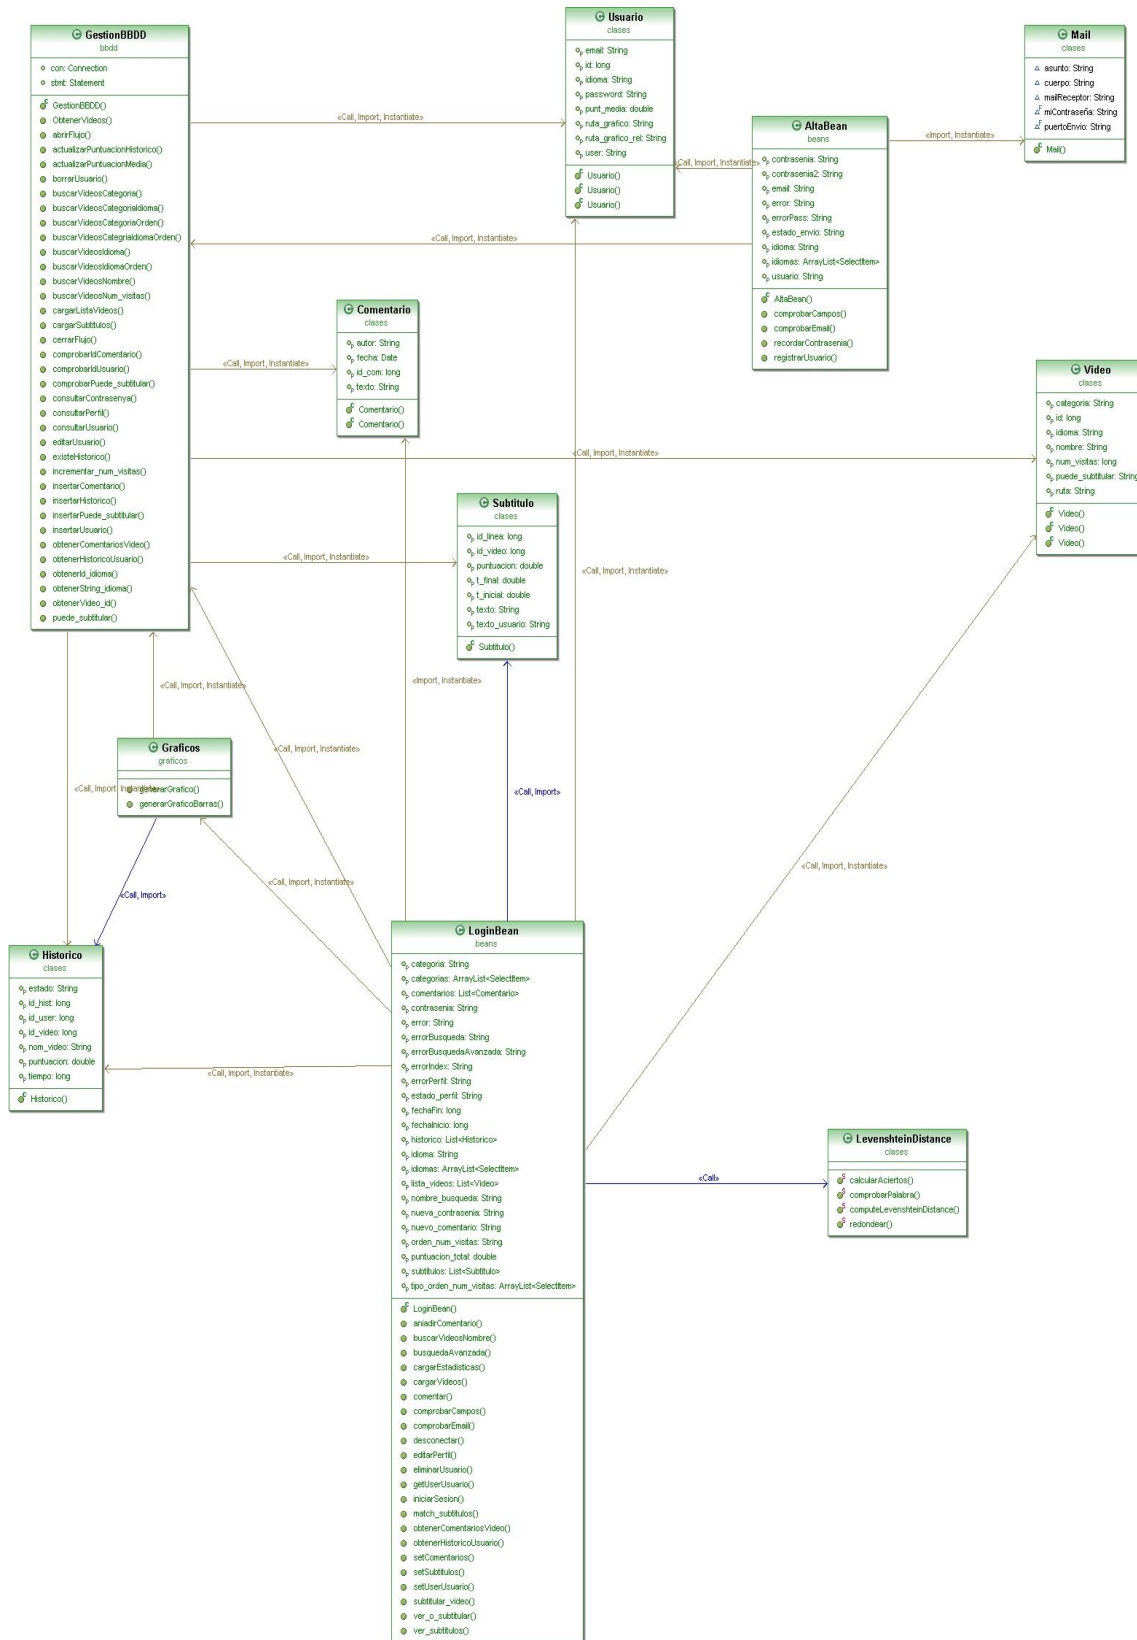 GestionBBDD
bbdd
con: Connection
stmt: Statement
GestionBBDD()
ObtenerVideos()
abrirFlujo()
actualizarPuntuacionHistorico()
actualizarPuntuacionMedia()
borrarUsuario()
buscarVideosCategoria()
buscarVideosCategoriaIdioma()
buscarVideosCategoriaOrden()
buscarVideosCategriaIdiomaOrden()
buscarVideosIdioma()
buscarVideosIdiomaOrden()
buscarVideosNombre()
buscarVideosNum_visitas()
cargarListaVideos()
cargarSubtitulos()
cerrarFlujo()
comprobarIdComentario()
comprobarIdUsuario()
comprobarPuede_subtitular()
consultarContrasenya()
consultarPerfil()
consultarUsuario()
editarUsuario()
existeHistorico()
incrementar_num_visitas()
insertarComentario()
insertarHistorico()
insertarPuede_subtitular()
insertarUsuario()
obtenerComentariosVideo()
obtenerHistoricoUsuario()
obtenerId_idioma()
obtenerString_idioma()
obtenerVideo_id()
puede_subtitular()
Usuario
clases
email: String
id: long
idioma: String
password: String
punt_media: double
ruta_grafico: String
ruta_grafico_rel: String
user: String
Usuario()
Usuario()
Usuario()
Mail
clases
asunto: String
cuerpo: String
mailReceptor: String
miContraseña: String
puertoEnvio: String
Mail()
AltaBean
beans
contrasenia: String
contrasenia2: String
email: String
error: String
errorPass: String
estado_envio: String
idioma: String
idiomas: ArrayList<SelectItem>
usuario: String
AltaBean()
comprobarCampos()
comprobarEmail()
recordarContrasenia()
registrarUsuario()
«Call, Import, Instantiate»
«Import, Instantiate»
«Call, Import, Instantiate»
«Call, Import, Instantiate»
Comentario
clases
autor: String
fecha: Date
id_com: long
texto: String
Comentario()
Comentario()
«Call, Import, Instantiate»
Video
clases
categoria: String
id: long
idioma: String
nombre: String
num_visitas: long
puede_subtitular: String
ruta: String
Video()
Video()
Video()
«Call, Import, Instantiate»
Subtitulo
clases
id_linea: long
id_video: long
puntuacion: double
t_final: double
t_inicial: double
texto: String
texto_usuario: String
Subtitulo()
«Call, Import, Instantiate»
«Call, Import, Instantiate»
«Import, Instantiate»
«Call, Import, Instantiate»
«Call, Import, Instantiate»
Graficos
graficos
generarGrafico()
generarGraficoBarras()
«Call, Import, Instantiate»
«Call, Import»
«Call, Import, Instantiate»
«Call, Import, Instantiate»
«Call, Import»
Historico
clases
estado: String
id_hist: long
id_user: long
id_video: long
nom_video: String
puntuacion: double
tiempo: long
Historico()
«Call, Import, Instantiate»
LoginBean
beans
categoria: String
categorias: ArrayList<SelectItem>
comentarios: List<Comentario>
contrasenia: String
error: String
errorBusqueda: String
errorBusquedaAvanzada: String
errorIndex: String
errorPerfil: String
estado_perfil: String
fechaFin: long
fechaInicio: long
historico: List<Historico>
idioma: String
idiomas: ArrayList<SelectItem>
lista_videos: List<Video>
nombre_busqueda: String
nueva_contrasenia: String
nuevo_comentario: String
orden_num_visitas: String
puntuacion_total: double
subtitulos: List<Subtitulo>
tipo_orden_num_visitas: ArrayList<SelectItem>
LoginBean()
aniadirComentario()
buscarVideosNombre()
busquedaAvanzada()
cargarEstadisticas()
cargarVideos()
comentar()
comprobarCampos()
comprobarEmail()
desconectar()
editarPerfil()
eliminarUsuario()
getUserUsuario()
iniciarSesion()
match_subtitulos()
obtenerComentariosVideo()
obtenerHistoricoUsuario()
setComentarios()
setSubtitulos()
setUserUsuario()
subtitular_video()
ver_o_subtitular()
ver_subtitulos()
«Call»
LevenshteinDistance
clases
calcularAciertos()
comprobarPalabra()
computeLevenshteinDistance()
redondear()